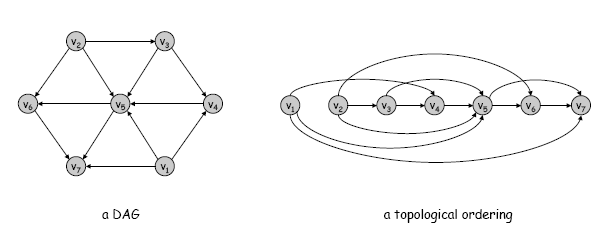 v2 v3
v6 v5 v4
v7 v1
v1 v2 v3 v4 v5 v6 v7
a DAG
a topological ordering